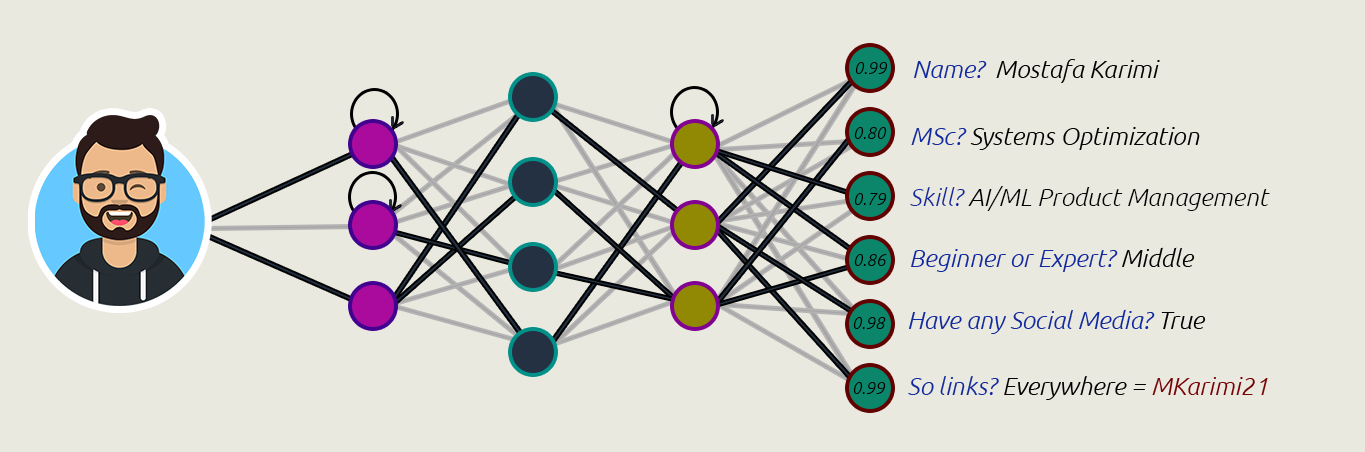 0.99 Name? Mostafa Karimi
0.80 MSc? Systems Optimization
0.79 Skill? AI/ML Product Management
0.86 Beginner or Expert? Middle
0.98 Have any Social Media? True
0.99 So links? Everywhere = MKarimi21